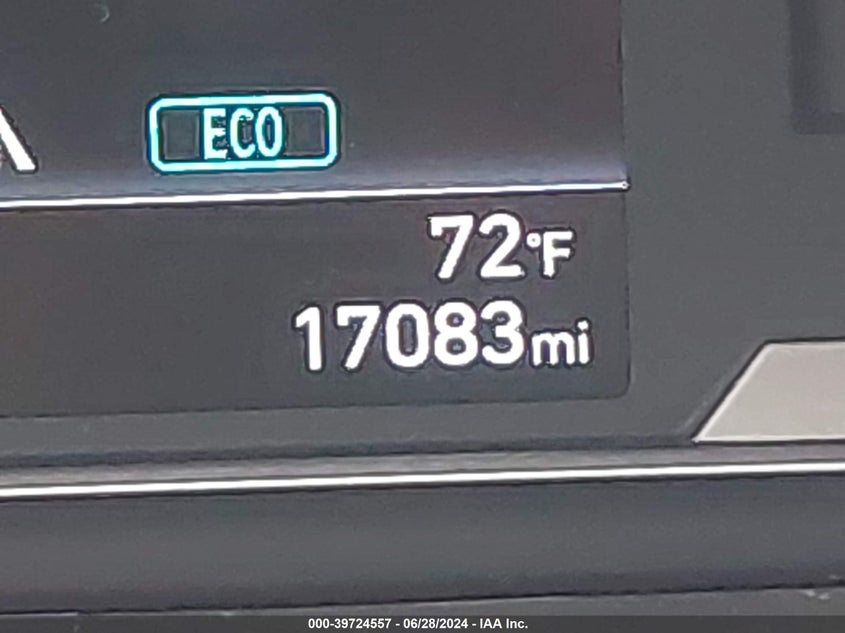 ECO
72°F
17083mi
000-39724557 - 06/28/2024 - IAA Inc.